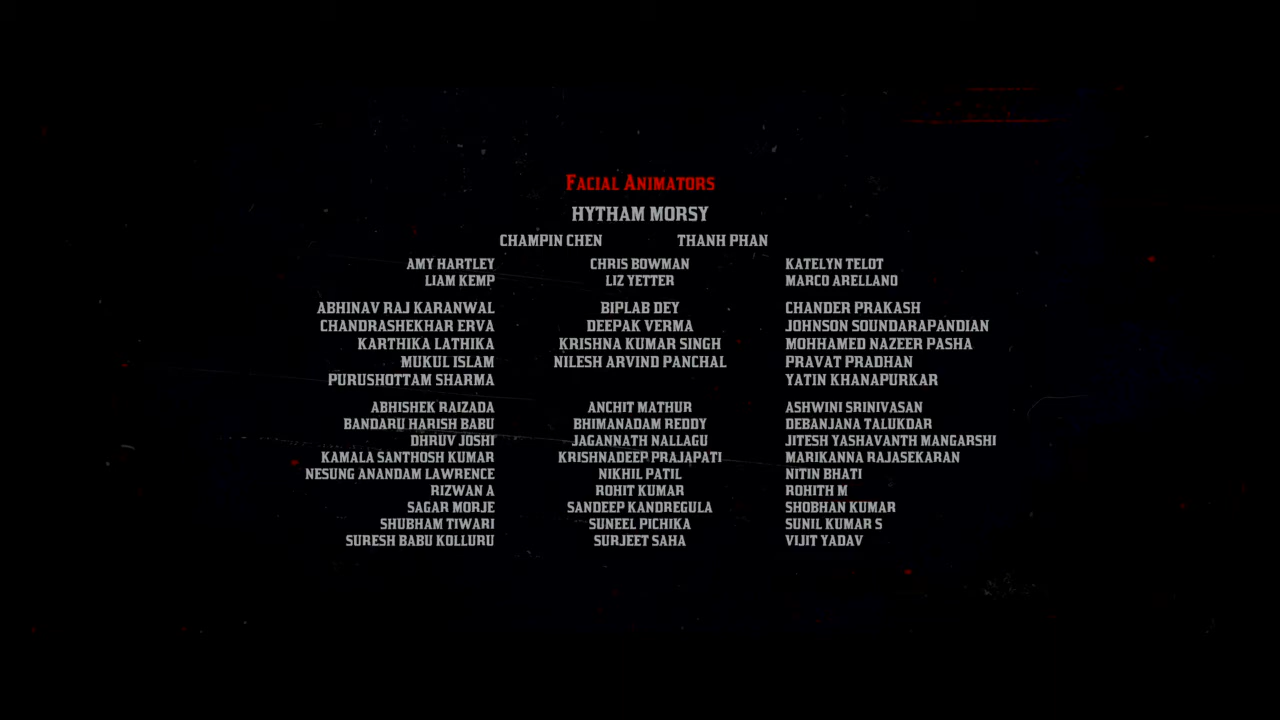 Facial Animators
HYTHAM MORSY
CHAMPIN CHEN THANH PHAN
AMY HARTLEY CHRIS BOWMAN KATELYN TELOT
LIAM KEMP LIZ YETTER MARCO ARELLANO
ABHINAV RAJ KARANWAL BIPLAB DEY CHANDER PRAKASH
CHANDRASHEKHAR ERVA DEEPAK VERMA JOHNSON SOUNDARAPANDIAN
KARTHIKA LATHIKA KRISHNA KUMAR SINGH MOHHAMED NAZEER PASHA
MUKUL ISLAM NILESH ARVIND PANCHAL PRAVAT PRADHAN
PURUSHOTTAM SHARMA YATIN KHANAPURKAR
ABHISHEK RAIZADA ANCHIT MATHUR ASHWINI SRINIVASAN
BANDARU HARISH BABU BHIMANADAM REDDY DEBANJANA TALUKDAR
DHRUV JOSHI JAGANNATH NALLAGU JITESH YASHAVANTH MANGARSHI
KAMALA SANTHOSH KUMAR KRISHNADEEP PRAJAPATI MARIKANNA RAJASEKARAN
NESUNG ANANDAM LAWRENCE NIKHIL PATIL NITIN BHATI
RIZWAN A ROHIT KUMAR ROHITH M
SAGAR MORJE SANDEEP KANDREGULA SHOBHAN KUMAR
SHUBHAM TIWARI SUNEEL PICHIKA SUNIL KUMAR S
SURESH BABU KOLLURU SURJEET SAHA VIJIT YADAV